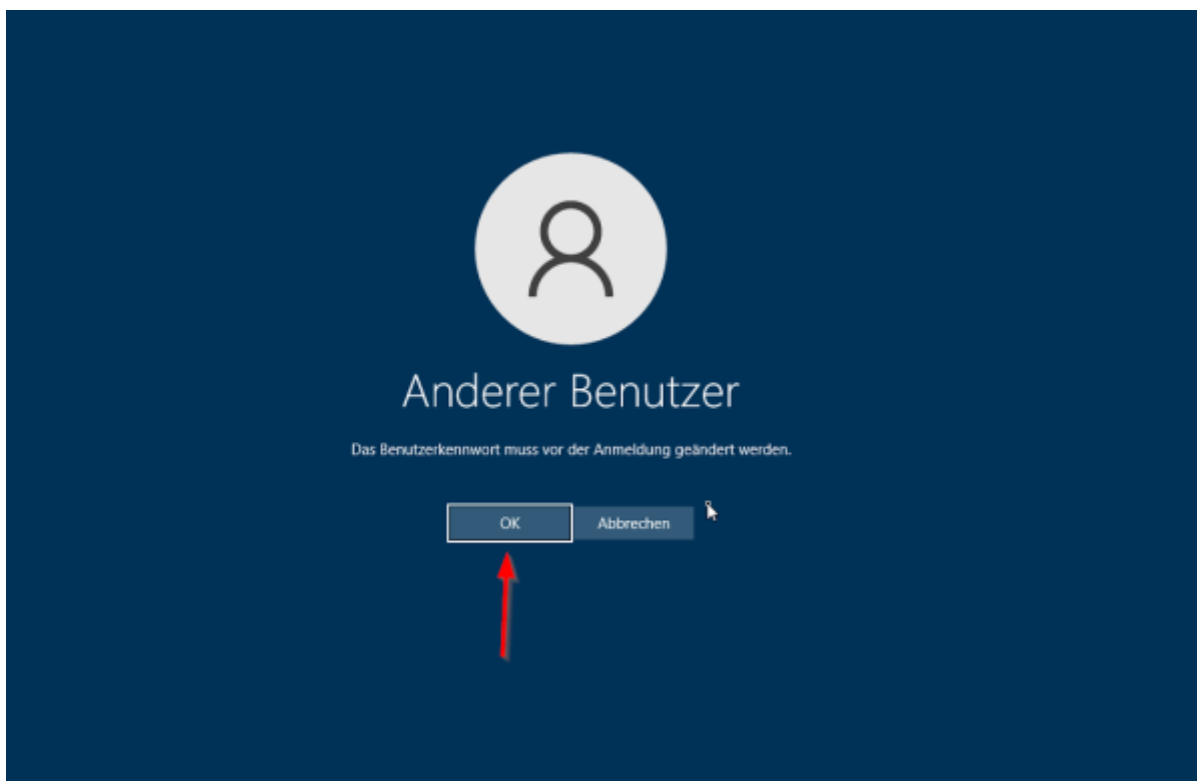 Anderer Benutzer
Das Benutzerkennwort muss vor der Anmeldung geändert werden.
OK Abbrechen